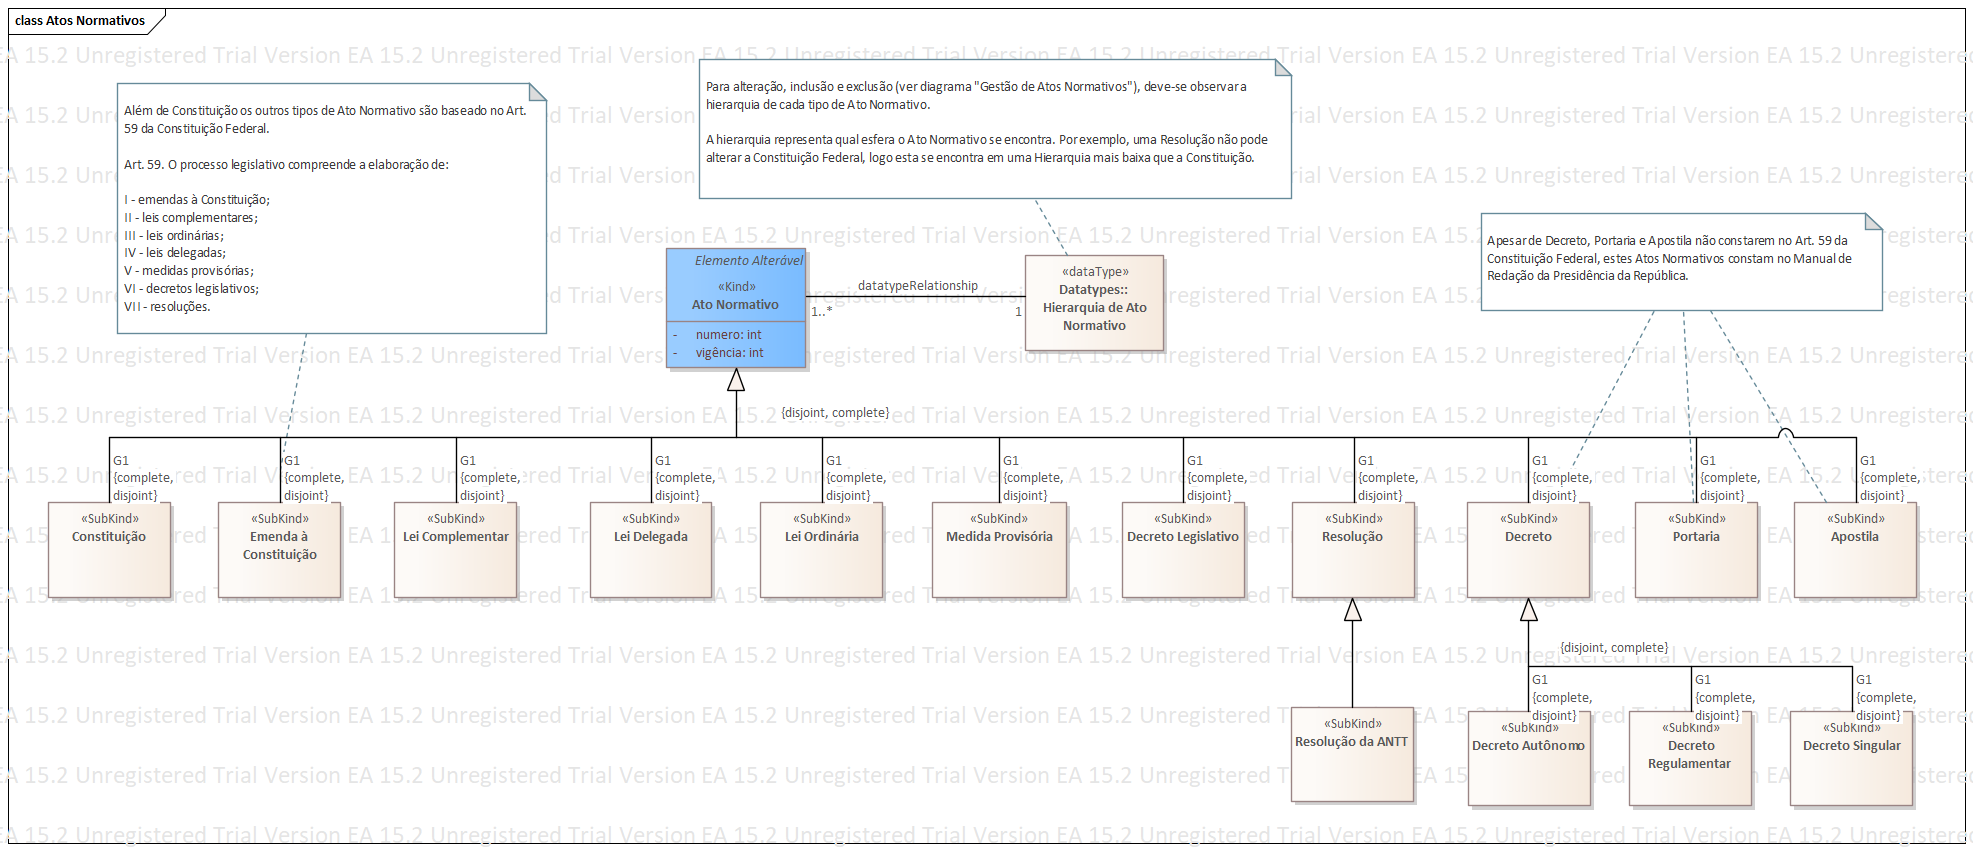 class Atos Normativos
EA 15.2 Unregistered Trial Version EA 15.2 Unregistered Trial Version EA 15.2 Unregistered Trial Version
Para alteração, inclusão e exclusão (ver diagrama "Gestão de Atos Normativos"), deve-se observar a
hierarquia de cada tipo de Ato Normativo.
A hierarquia representa qual esfera o Ato Normativo se encontra. Por exemplo, uma Resolução não pode
alterar a Constituição Federal, logo esta se encontra em uma Hierarquia mais baixa que a Constituição.
Além de Constituição os outros tipos de Ato Normativo são baseado no Art.
59 da Constituição Federal.
Art. 59. O processo legislativo compreende a elaboração de:
I - emendas à Constituição;
II - leis complementares;
III - leis ordinárias;
IV - leis delegadas;
V - medidas provisórias;
VI - decretos legislativos;
VII - resoluções.
Apesar de Decreto, Portaria e Apostila não constarem no Art. 59 da
Constituição Federal, estes Atos Normativos constam no Manual de
Redação da Presidência da República.
Elemento Alterável
«Kind»
Ato Normativo
- numero: int
- vigência: int
datatypeRelationship
1..*
1
«dataType»
Datatypes::
Hierarquia de Ato
Normativo
{disjoint, complete}
G1
{complete,
disjoint}
«SubKind»
Constituição
G1
{complete,
disjoint}
«SubKind»
Emenda à
Constituição
G1
{complete,
disjoint}
«SubKind»
Lei Complementar
G1
{complete,
disjoint}
«SubKind»
Lei Delegada
G1
{complete,
disjoint}
«SubKind»
Lei Ordinária
G1
{complete,
disjoint}
«SubKind»
Medida Provisória
G1
{complete,
disjoint}
«SubKind»
Decreto Legislativo
G1
{complete,
disjoint}
«SubKind»
Resolução
G1
{complete,
disjoint}
«SubKind»
Decreto
G1
{complete,
disjoint}
«SubKind»
Portaria
G1
{complete,
disjoint}
«SubKind»
Apostila
«SubKind»
Resolução da ANTT
{disjoint, complete}
G1
{complete,
disjoint}
«SubKind»
Decreto Autônomo
G1
{complete,
disjoint}
«SubKind»
Decreto
Regulamentar
G1
{complete,
disjoint}
«SubKind»
Decreto Singular